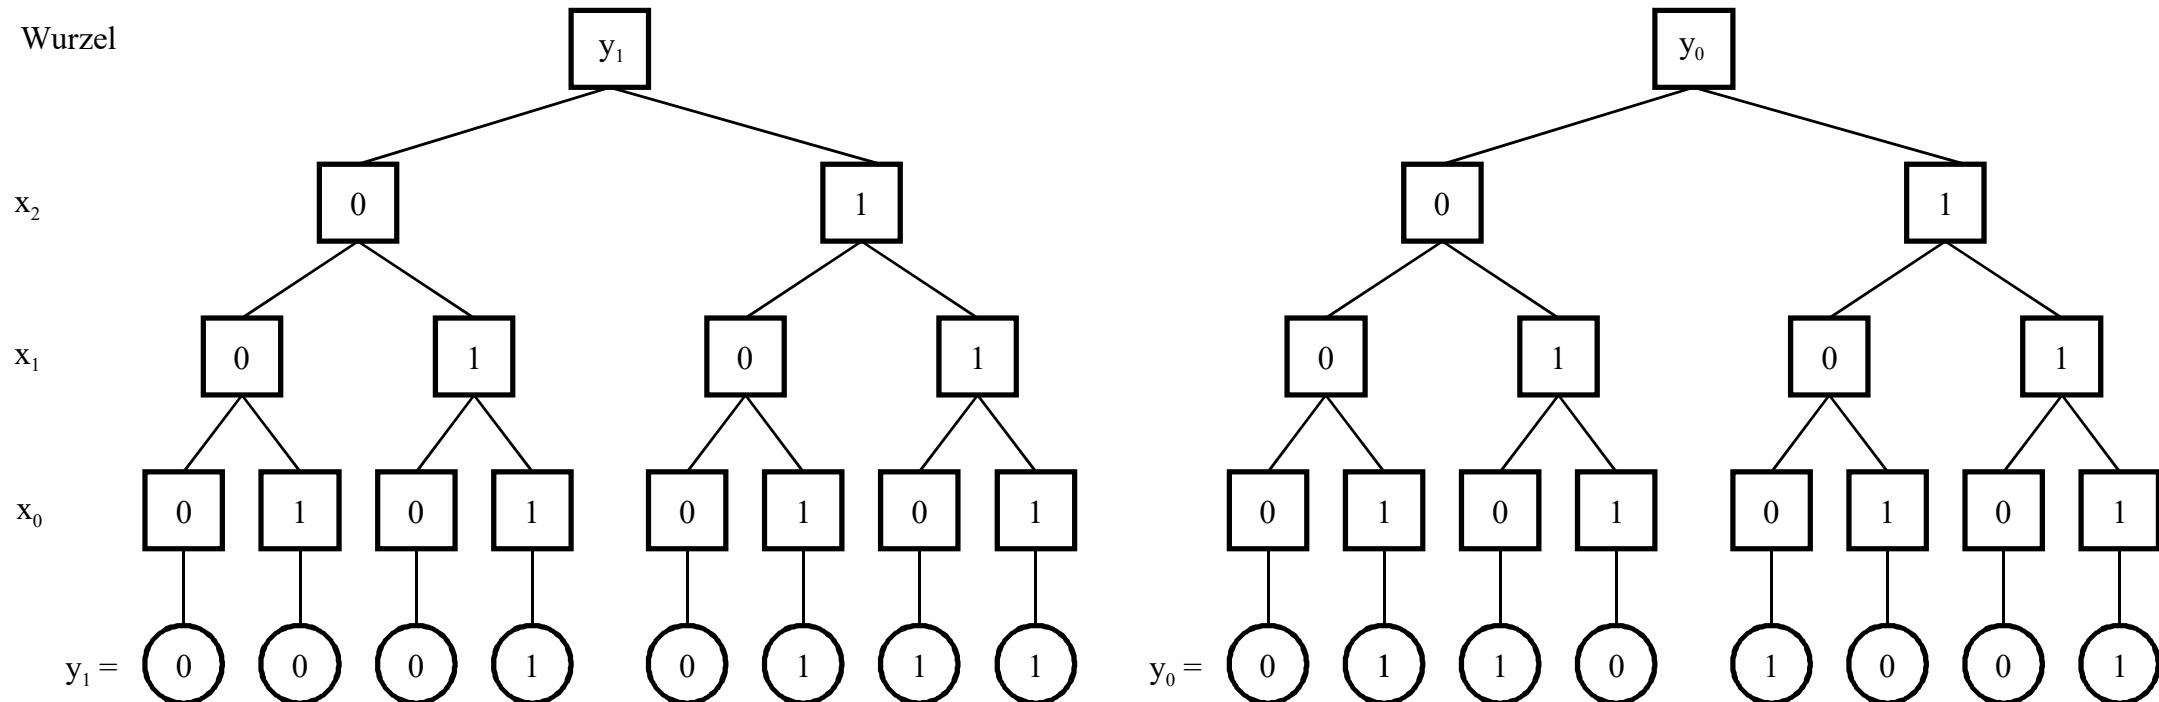 Wurzel y₁ y₀
x₂ 0 1 0 1
x₁ 0 1 0 1 0 1 0 1
x₀ 0 1 0 1 0 1 0 1 0 1 0 1 0 1 0 1
y₁ = 0 0 0 1 0 1 1 1 y₀ = 0 1 1 0 1 0 0 1